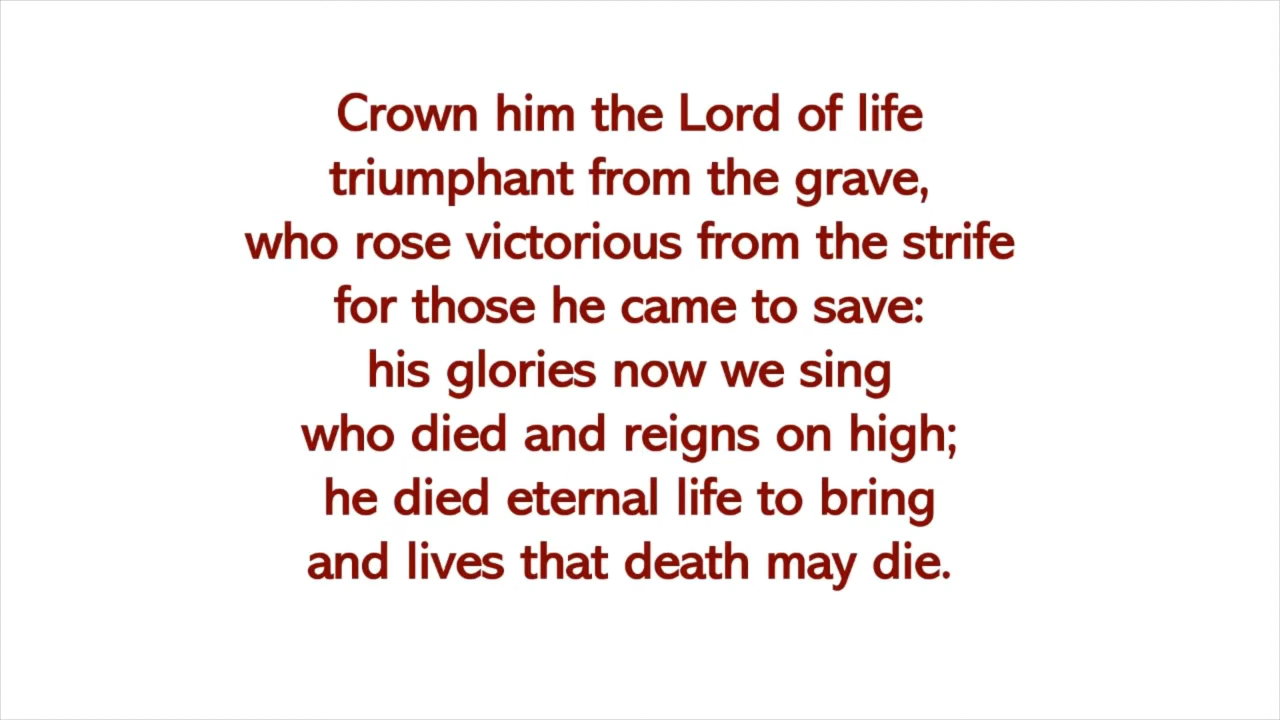 Crown him the Lord of life
triumphant from the grave,
who rose victorious from the strife
for those he came to save:
his glories now we sing
who died and reigns on high;
he died eternal life to bring
and lives that death may die.